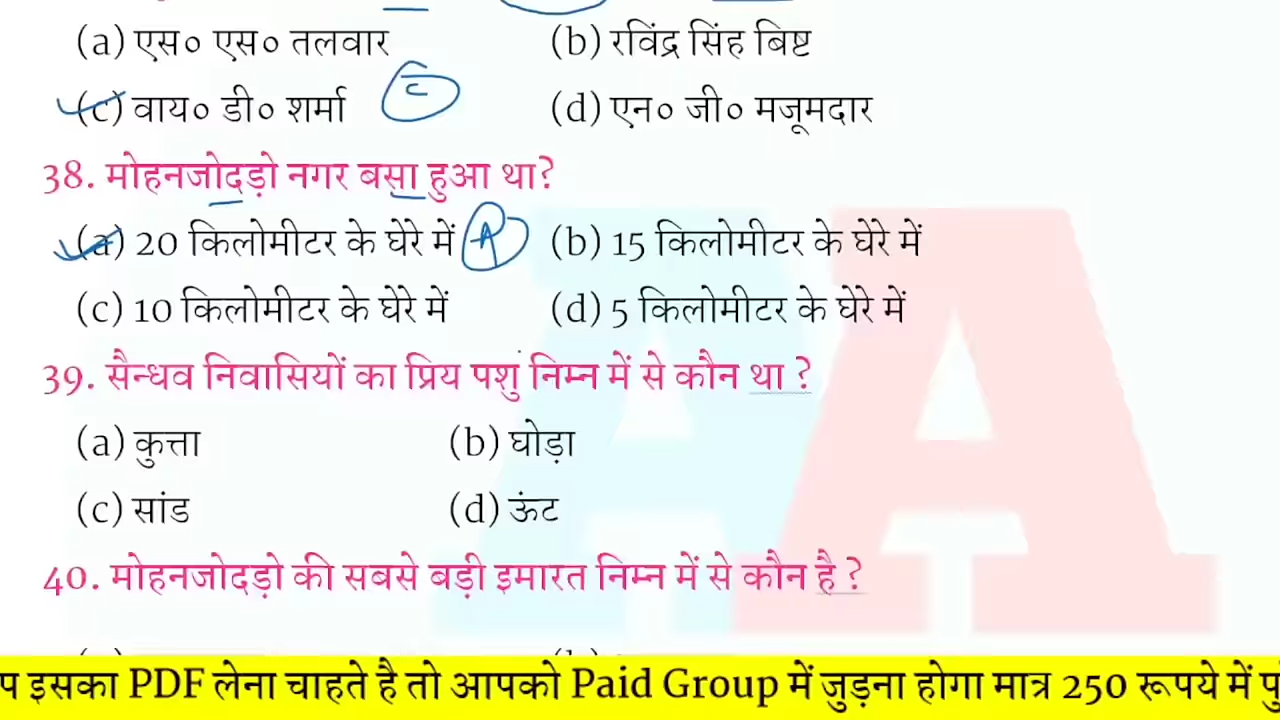 (a) एस० एस० तलवार (b) रविंद्र सिंह बिष्ट
(c) वाय० डी० शर्मा C (d) एन० जी० मजूमदार
38. मोहनजोदड़ो नगर बसा हुआ था?
(a) 20 किलोमीटर के घेरे में A (b) 15 किलोमीटर के घेरे में
(c) 10 किलोमीटर के घेरे में (d) 5 किलोमीटर के घेरे में
39. सैन्धव निवासियों का प्रिय पशु निम्न में से कौन था ?
(a) कुत्ता (b) घोड़ा
(c) सांड (d) ऊंट
40. मोहनजोदड़ो की सबसे बड़ी इमारत निम्न में से कौन है ?
प इसका PDF लेना चाहते है तो आपको Paid Group में जुड़ना होगा मात्र 250 रूपये में